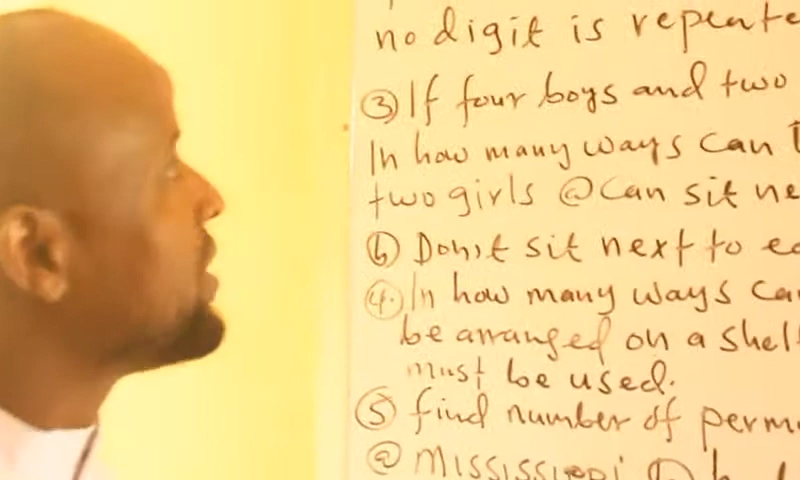 no digit is repeate
③ If four boys and two
In how many ways can t
two girls ⓐ can sit ne
ⓑ Don't sit next to ea
④ In how many ways can
be arranged on a shel
must be used.
⑤ find number of perm
ⓐ MISSISSIPPI ⓑ